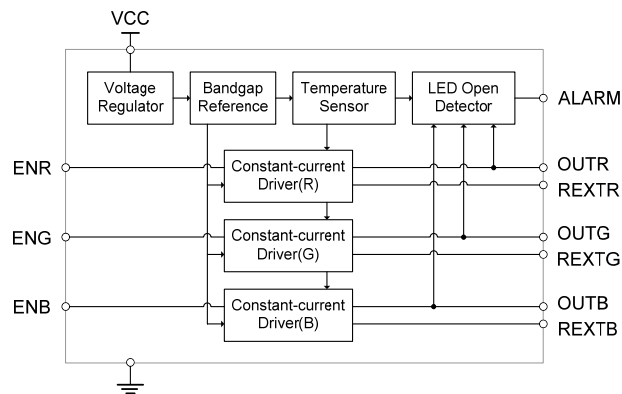 VCC
Voltage
Regulator
Bandgap
Reference
Temperature
Sensor
LED Open
Detector
ALARM
ENR
Constant-current
Driver(R)
OUTR
REXTR
ENG
Constant-current
Driver(G)
OUTG
REXTG
ENB
Constant-current
Driver(B)
OUTB
REXTB